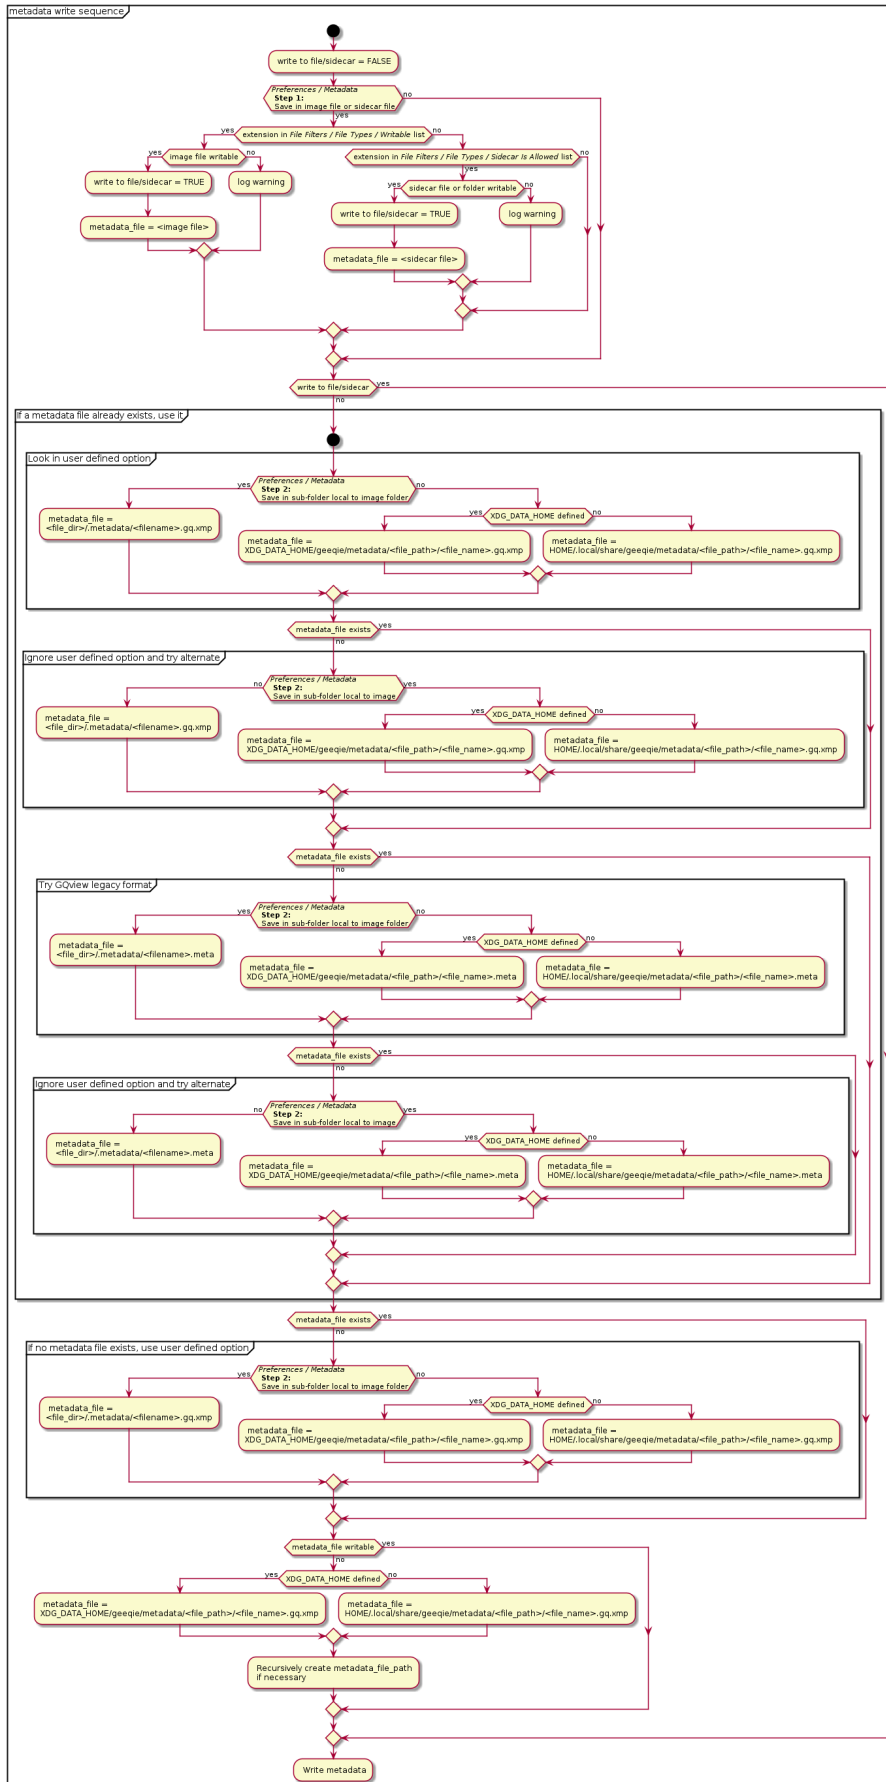 metadata write sequence
write to file/sidecar = FALSE
Preferences / Metadata
Step 1:
Save in image file or sidecar file
no
yes
yes
extension in File Filters / File Types / Writable list
no
yes
image file writable
no
extension in File Filters / File Types / Sidecar Is Allowed list
no
yes
write to file/sidecar = TRUE
log warning
yes
sidecar file or folder writable
no
metadata_file = <image file>
write to file/sidecar = TRUE
log warning
metadata_file = <sidecar file>
write to file/sidecar
yes
no
If a metadata file already exists, use it
Look in user defined option
yes
Preferences / Metadata
Step 2:
Save in sub-folder local to image folder
no
metadata_file =
<file_dir>/.metadata/<filename>.gq.xmp
yes
XDG_DATA_HOME defined
no
metadata_file =
XDG_DATA_HOME/geeqie/metadata/<file_path>/<file_name>.gq.xmp
metadata_file =
HOME/.local/share/geeqie/metadata/<file_path>/<file_name>.gq.xmp
metadata_file exists
yes
no
Ignore user defined option and try alternate
no
Preferences / Metadata
Step 2:
Save in sub-folder local to image
yes
metadata_file =
<file_dir>/.metadata/<filename>.gq.xmp
yes
XDG_DATA_HOME defined
no
metadata_file =
XDG_DATA_HOME/geeqie/metadata/<file_path>/<file_name>.gq.xmp
metadata_file =
HOME/.local/share/geeqie/metadata/<file_path>/<file_name>.gq.xmp
metadata_file exists
yes
no
Try GQview legacy format
yes
Preferences / Metadata
Step 2:
Save in sub-folder local to image folder
no
metadata_file =
<file_dir>/.metadata/<filename>.meta
yes
XDG_DATA_HOME defined
no
metadata_file =
XDG_DATA_HOME/geeqie/metadata/<file_path>/<file_name>.meta
metadata_file =
HOME/.local/share/geeqie/metadata/<file_path>/<file_name>.meta
metadata_file exists
yes
no
Ignore user defined option and try alternate
no
Preferences / Metadata
Step 2:
Save in sub-folder local to image
yes
metadata_file =
<file_dir>/.metadata/<filename>.meta
yes
XDG_DATA_HOME defined
no
metadata_file =
XDG_DATA_HOME/geeqie/metadata/<file_path>/<file_name>.meta
metadata_file =
HOME/.local/share/geeqie/metadata/<file_path>/<file_name>.meta
metadata_file exists
yes
no
If no metadata file exists, use user defined option
yes
Preferences / Metadata
Step 2:
Save in sub-folder local to image folder
no
metadata_file =
<file_dir>/.metadata/<filename>.gq.xmp
yes
XDG_DATA_HOME defined
no
metadata_file =
XDG_DATA_HOME/geeqie/metadata/<file_path>/<file_name>.gq.xmp
metadata_file =
HOME/.local/share/geeqie/metadata/<file_path>/<file_name>.gq.xmp
metadata_file writable
yes
no
yes
XDG_DATA_HOME defined
no
metadata_file =
XDG_DATA_HOME/geeqie/metadata/<file_path>/<file_name>.gq.xmp
metadata_file =
HOME/.local/share/geeqie/metadata/<file_path>/<file_name>.gq.xmp
Recursively create metadata_file_path
if necessary
Write metadata